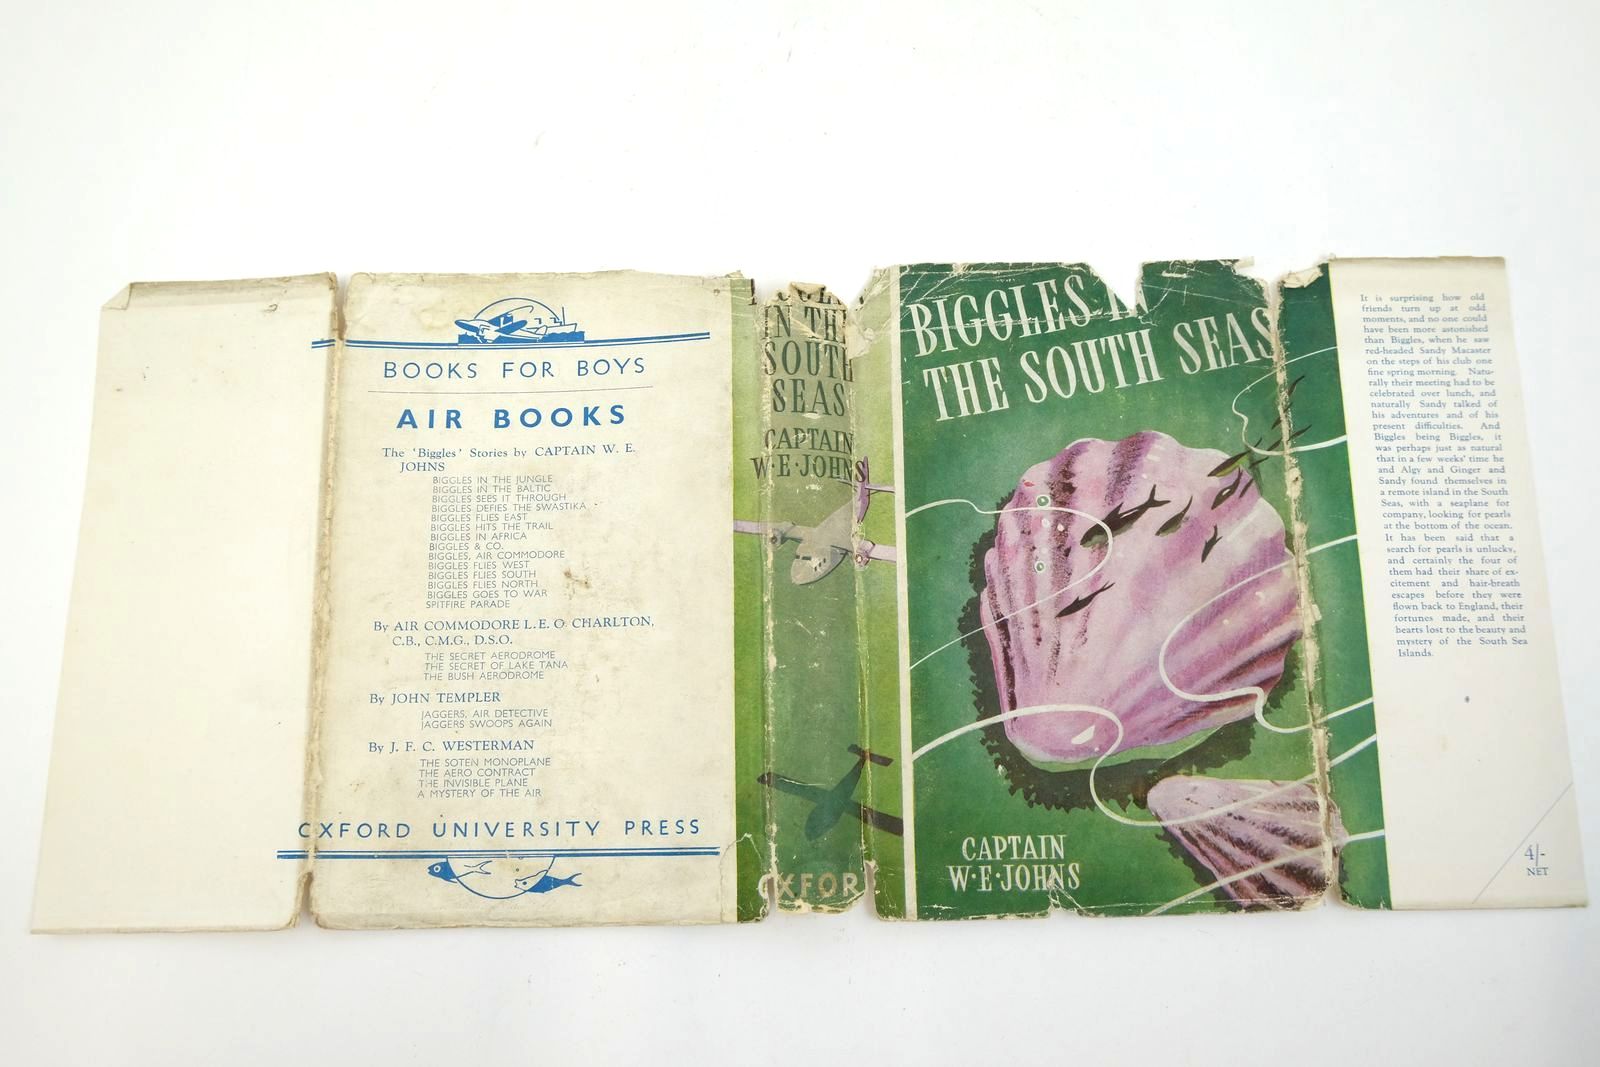 BOOKS FOR BOYS
AIR BOOKS
The 'Biggles' Stories by CAPTAIN W. E.
JOHNS
BIGGLES IN THE JUNGLE
BIGGLES IN THE BALTIC
BIGGLES SEES IT THROUGH
BIGGLES DEFIES THE SWASTIKA
BIGGLES FLIES EAST
BIGGLES HITS THE TRAIL
BIGGLES IN AFRICA
BIGGLES & CO.
BIGGLES, AIR COMMODORE
BIGGLES FLIES WEST
BIGGLES FLIES SOUTH
BIGGLES FLIES NORTH
BIGGLES GOES TO WAR
SPITFIRE PARADE
By AIR COMMODORE L. E. O. CHARLTON,
C.B., C.M.G., D.S.O.
THE SECRET AERODROME
THE SECRET OF LAKE TANA
THE BUSH AERODROME
By JOHN TEMPLER
JAGGERS, AIR DETECTIVE
JAGGERS SWOOPS AGAIN
By J. F. C. WESTERMAN
THE SOTEN MONOPLANE
THE AERO CONTRACT
THE INVISIBLE PLANE
A MYSTERY OF THE AIR
OXFORD UNIVERSITY PRESS
IN THE
SOUTH
SEAS
CAPTAIN
W·E·JOHNS
OXFOR
BIGGLES IN
THE SOUTH SEAS
CAPTAIN
W·E·JOHNS
It is surprising how old
friends turn up at odd
moments, and no one could
have been more astonished
than Biggles, when he saw
red-headed Sandy Macaster
on the steps of his club one
fine spring morning. Natu-
rally their meeting had to be
celebrated over lunch, and
naturally Sandy talked of
his adventures and of his
present difficulties. And
Biggles being Biggles, it
was perhaps just as natural
that in a few weeks' time he
and Algy and Ginger and
Sandy found themselves in
a remote island in the South
Seas, with a seaplane for
company, looking for pearls
at the bottom of the ocean.
It has been said that a
search for pearls is unlucky,
and certainly the four of
them had their share of ex-
citement and hair-breath
escapes before they were
flown back to England, their
fortunes made, and their
hearts lost to the beauty and
mystery of the South Sea
Islands.
4/-
NET